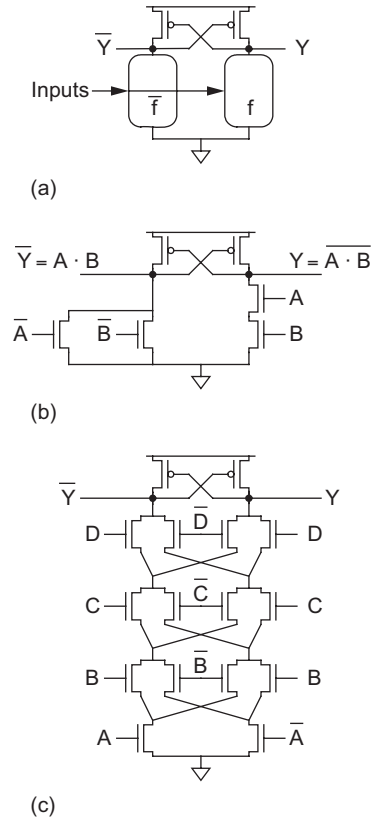 Y̅ Y
Inputs f̅ f
(a)
Y̅ = A · B Y = A̅ ̅·̅ ̅B̅
A
A̅ B̅ B
(b)
Y̅ Y
D D̅ D
C C̅ C
B B̅ B
A A̅
(c)